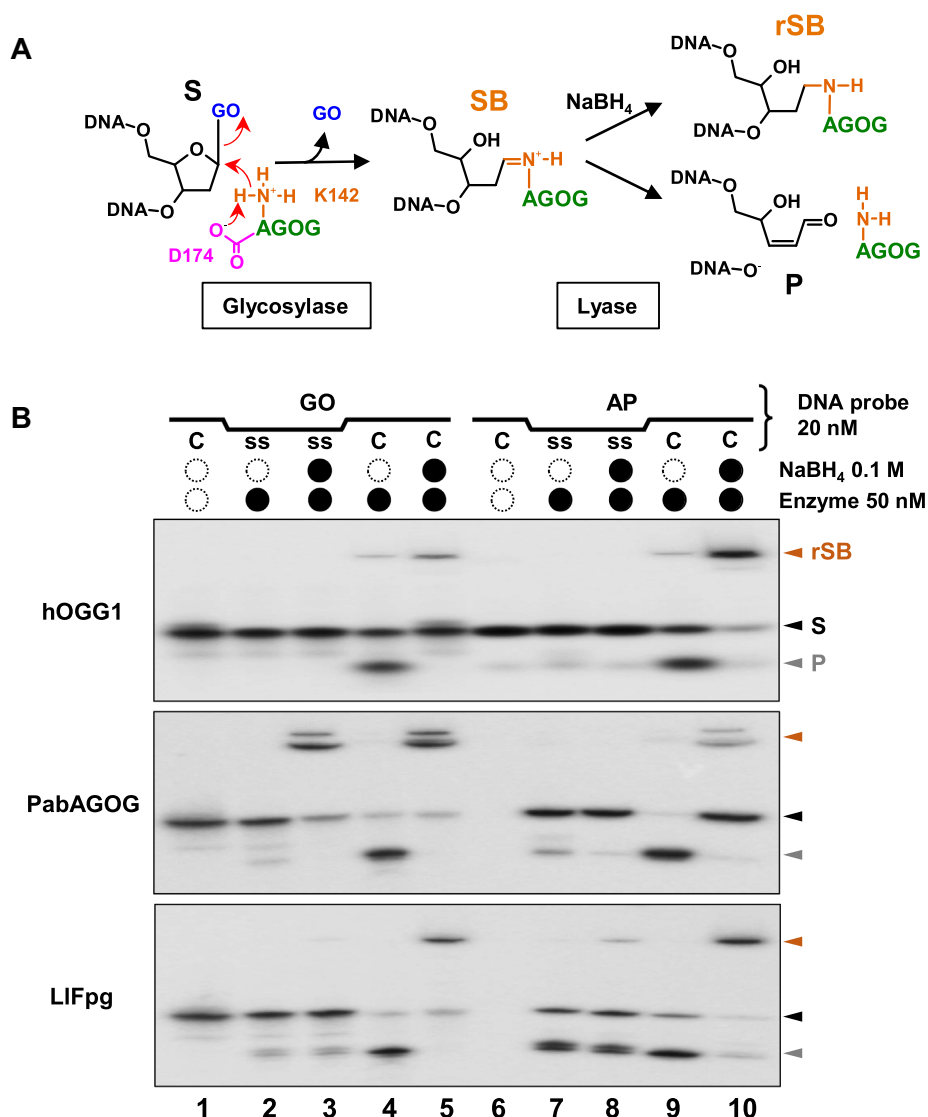 A
rSB
DNA-O
OH
S
GO
GO
SB
NaBH₄
N-H
DNA-O
DNA-O
AGOG
DNA-O
O
OH
H
N⁺-H
DNA-O
H-N⁺-H
K142
DNA-O
AGOG
OH
O
H
N-H
O⁻
AGOG
AGOG
D174
O
DNA-O⁻
P
Glycosylase
Lyase
B
GO
AP
DNA probe
20 nM
C ss ss C C C ss ss C C
NaBH₄ 0.1 M
Enzyme 50 nM
rSB
hOGG1
S
P
PabAGOG
LlFpg
1 2 3 4 5 6 7 8 9 10